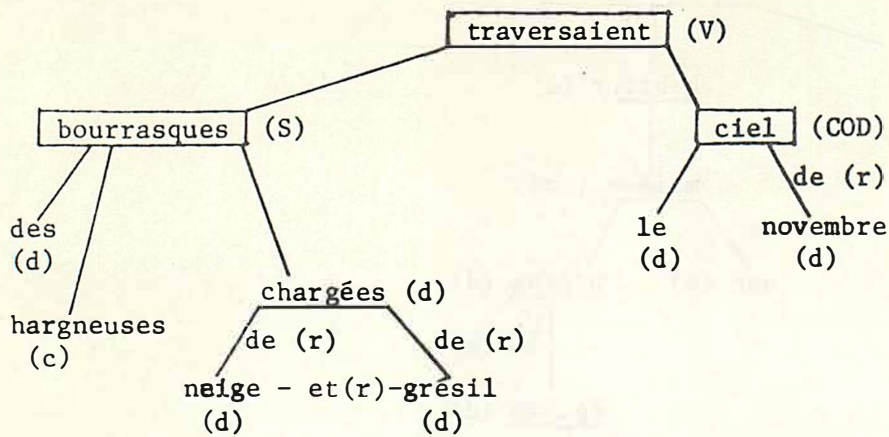 traversaient (V)
bourrasques (S)
ciel (COD)
de (r)
des
(d)
le
(d)
novembre
(d)
chargées (d)
hargneuses
(c)
de (r)
de (r)
neige - et(r)-grésil
(d)
(d)